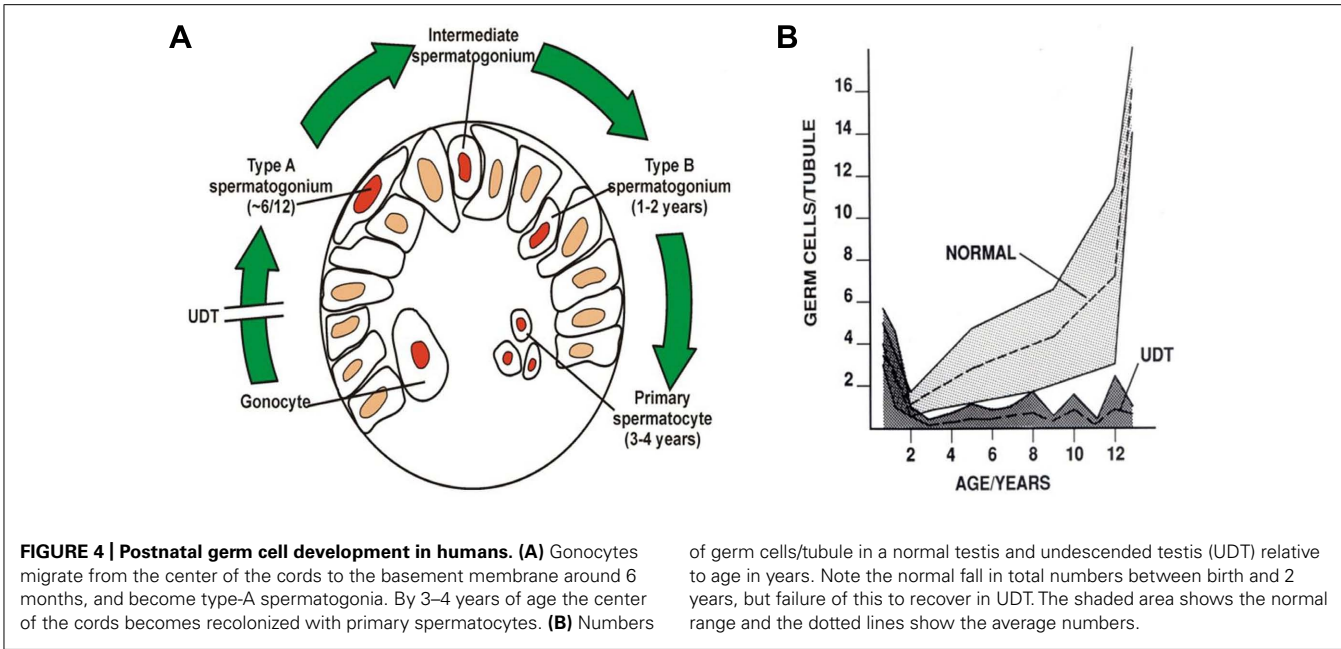 A
Intermediate
spermatogonium
Type A
spermatogonium
(~6/12)
Type B
spermatogonium
(1-2 years)
UDT
Gonocyte
Primary
spermatocyte
(3-4 years)
B
GERM CELLS/TUBULE
16
14
12
10
8
6
4
2
NORMAL
UDT
2 4 6 8 10 12
AGE/YEARS
FIGURE 4 | Postnatal germ cell development in humans. (A) Gonocytes
migrate from the center of the cords to the basement membrane around 6
months, and become type-A spermatogonia. By 3–4 years of age the center
of the cords becomes recolonized with primary spermatocytes. (B) Numbers
of germ cells/tubule in a normal testis and undescended testis (UDT) relative
to age in years. Note the normal fall in total numbers between birth and 2
years, but failure of this to recover in UDT. The shaded area shows the normal
range and the dotted lines show the average numbers.